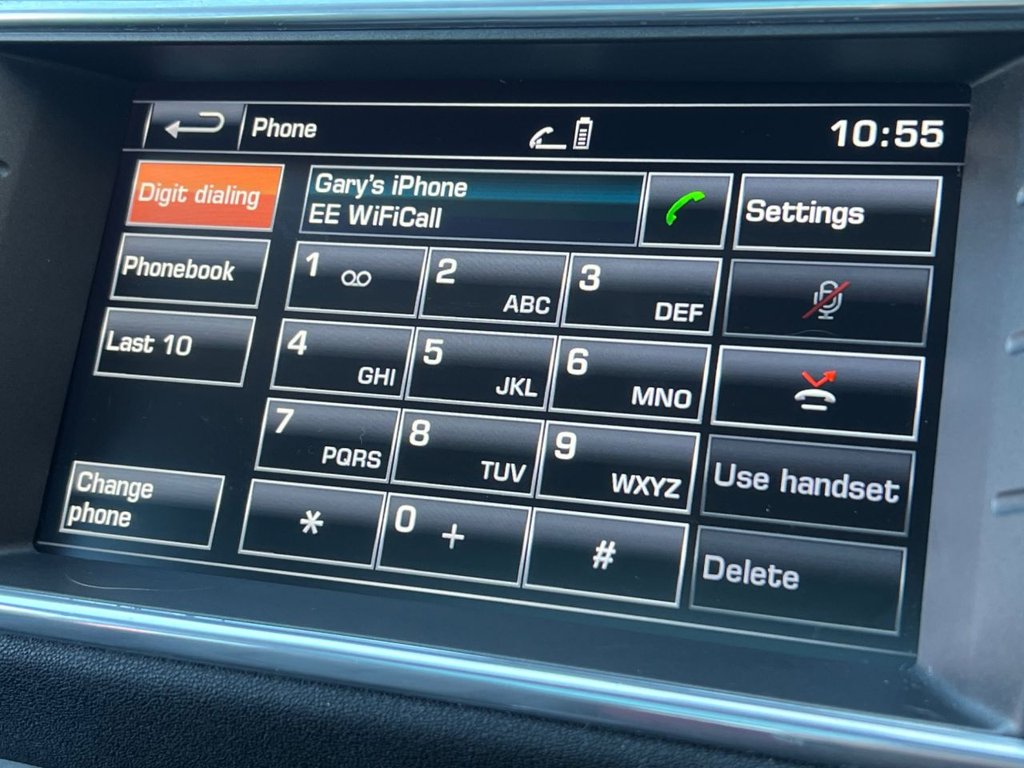 Phone
10:55
Digit dialing
Gary's iPhone
EE WiFiCall
Settings
Phonebook
1
2 ABC
3 DEF
Last 10
4 GHI
5 JKL
6 MNO
7 PQRS
8 TUV
9 WXYZ
Use handset
Change
phone
*
0 +
#
Delete